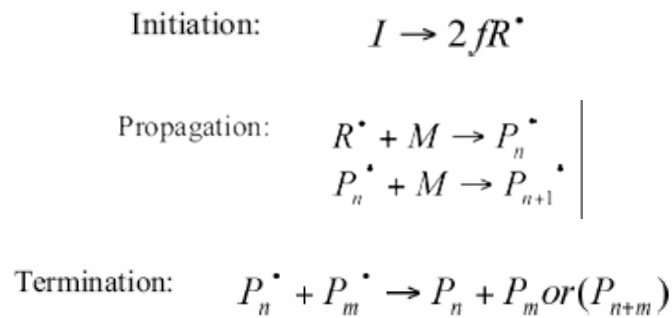 Initiation: I → 2fR•
Propagation: R• + M → Pn•
Pn• + M → Pn+1•
Termination: Pn• + Pm• → Pn + Pm or (Pn+m)